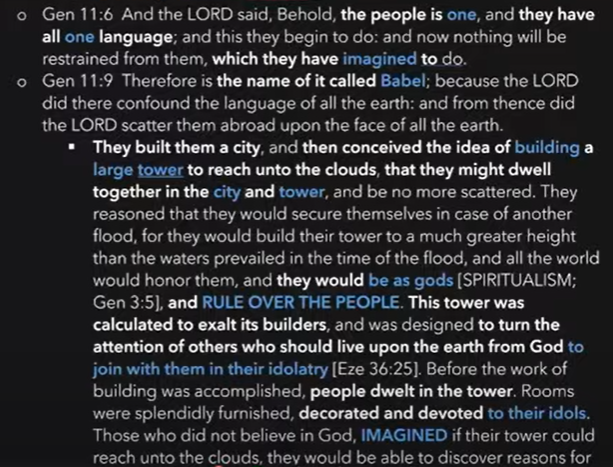 o Gen 11:6 And the LORD said, Behold, the people is one, and they have
all one language; and this they begin to do: and now nothing will be
restrained from them, which they have imagined to do.
o Gen 11:9 Therefore is the name of it called Babel; because the LORD
did there confound the language of all the earth: and from thence did
the LORD scatter them abroad upon the face of all the earth.
▪ They built them a city, and then conceived the idea of building a
large tower to reach unto the clouds, that they might dwell
together in the city and tower, and be no more scattered. They
reasoned that they would secure themselves in case of another
flood, for they would build their tower to a much greater height
than the waters prevailed in the time of the flood, and all the world
would honor them, and they would be as gods [SPIRITUALISM;
Gen 3:5], and RULE OVER THE PEOPLE. This tower was
calculated to exalt its builders, and was designed to turn the
attention of others who should live upon the earth from God to
join with them in their idolatry [Eze 36:25]. Before the work of
building was accomplished, people dwelt in the tower. Rooms
were splendidly furnished, decorated and devoted to their idols.
Those who did not believe in God, IMAGINED if their tower could
reach unto the clouds, they would be able to discover reasons for